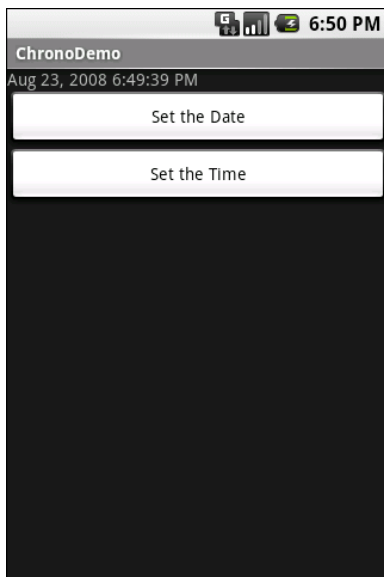 G
6:50 PM
ChronoDemo
Aug 23, 2008 6:49:39 PM
Set the Date
Set the Time